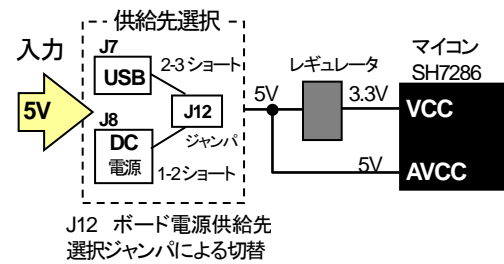 供給先選択
入力
5V
J7
USB
2-3ショート
J12
ジャンパ
J8
DC
電源
1-2ショート
5V
レギュレータ
3.3V
5V
マイコン
SH7286
VCC
AVCC
J12 ボード電源供給先
選択ジャンパによる切替